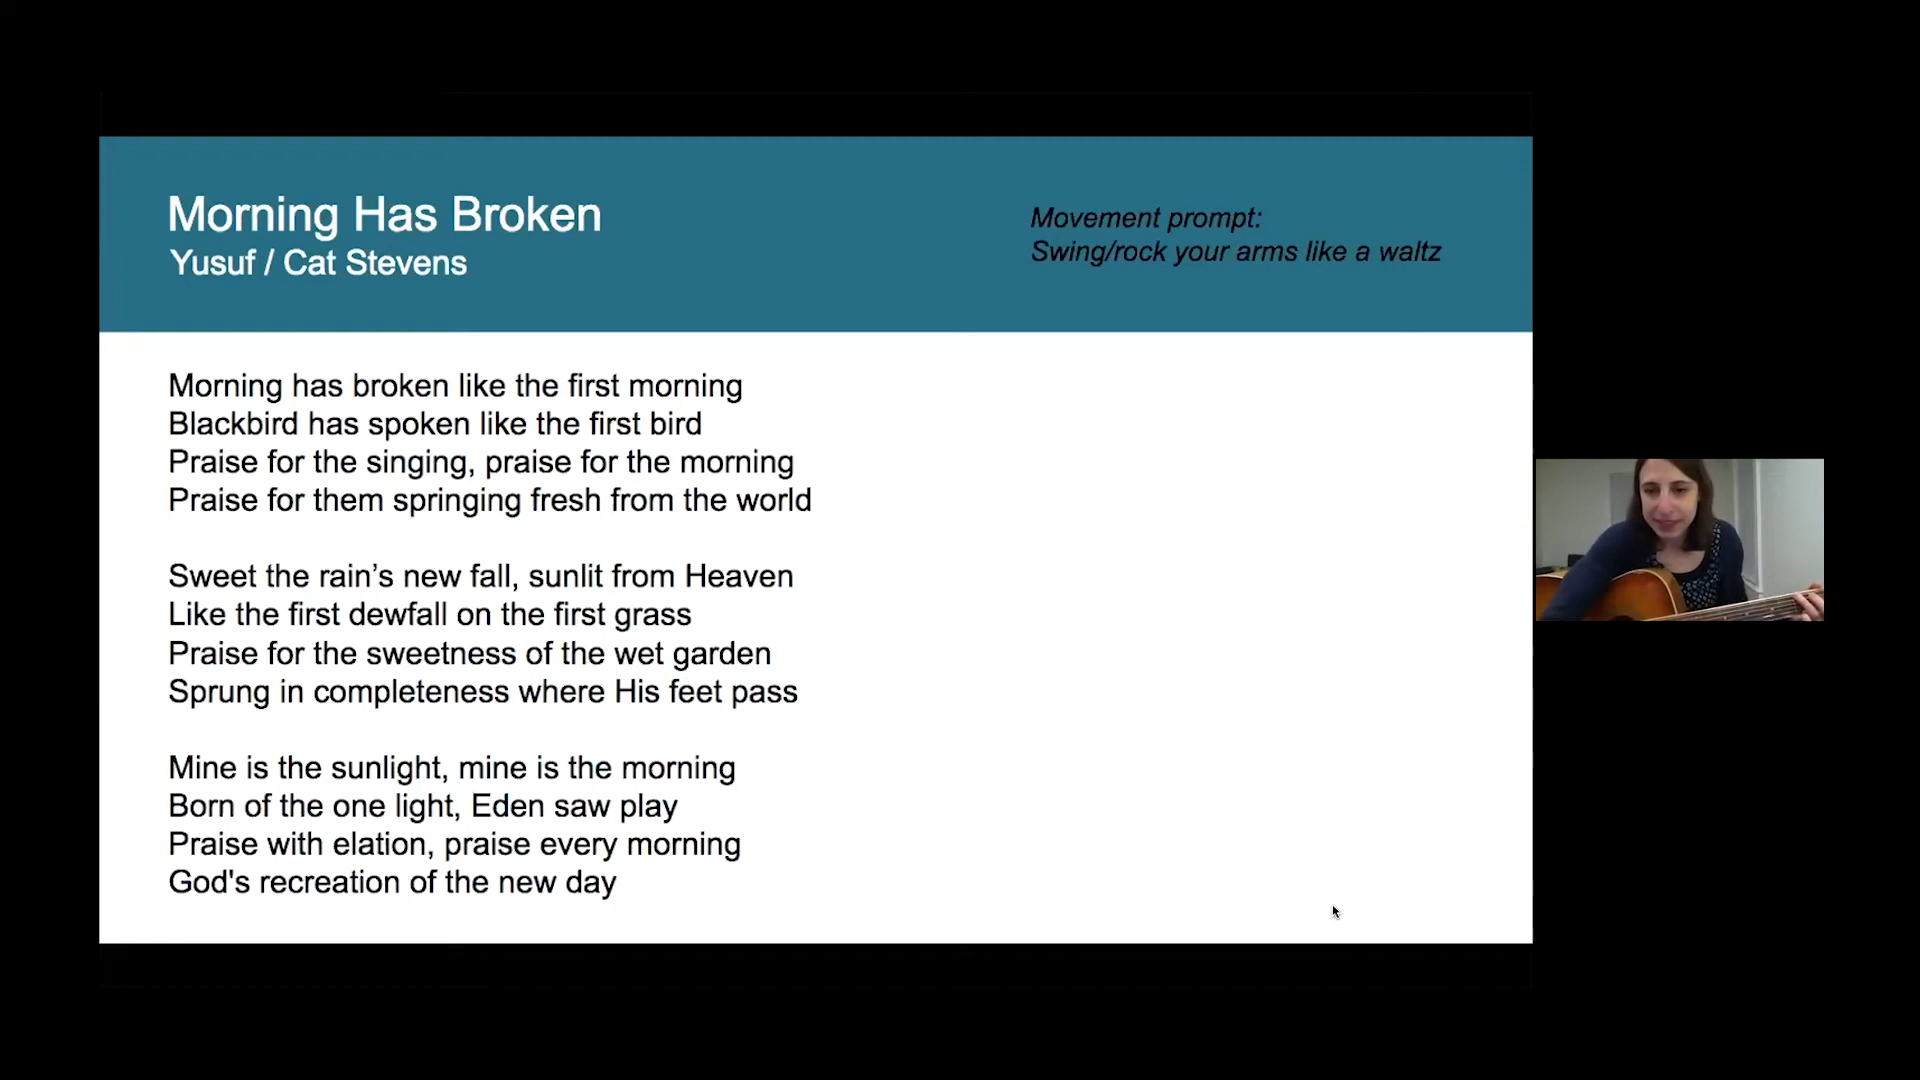 Morning Has Broken
Yusuf / Cat Stevens
Movement prompt:
Swing/rock your arms like a waltz
Morning has broken like the first morning
Blackbird has spoken like the first bird
Praise for the singing, praise for the morning
Praise for them springing fresh from the world
Sweet the rain’s new fall, sunlit from Heaven
Like the first dewfall on the first grass
Praise for the sweetness of the wet garden
Sprung in completeness where His feet pass
Mine is the sunlight, mine is the morning
Born of the one light, Eden saw play
Praise with elation, praise every morning
God's recreation of the new day